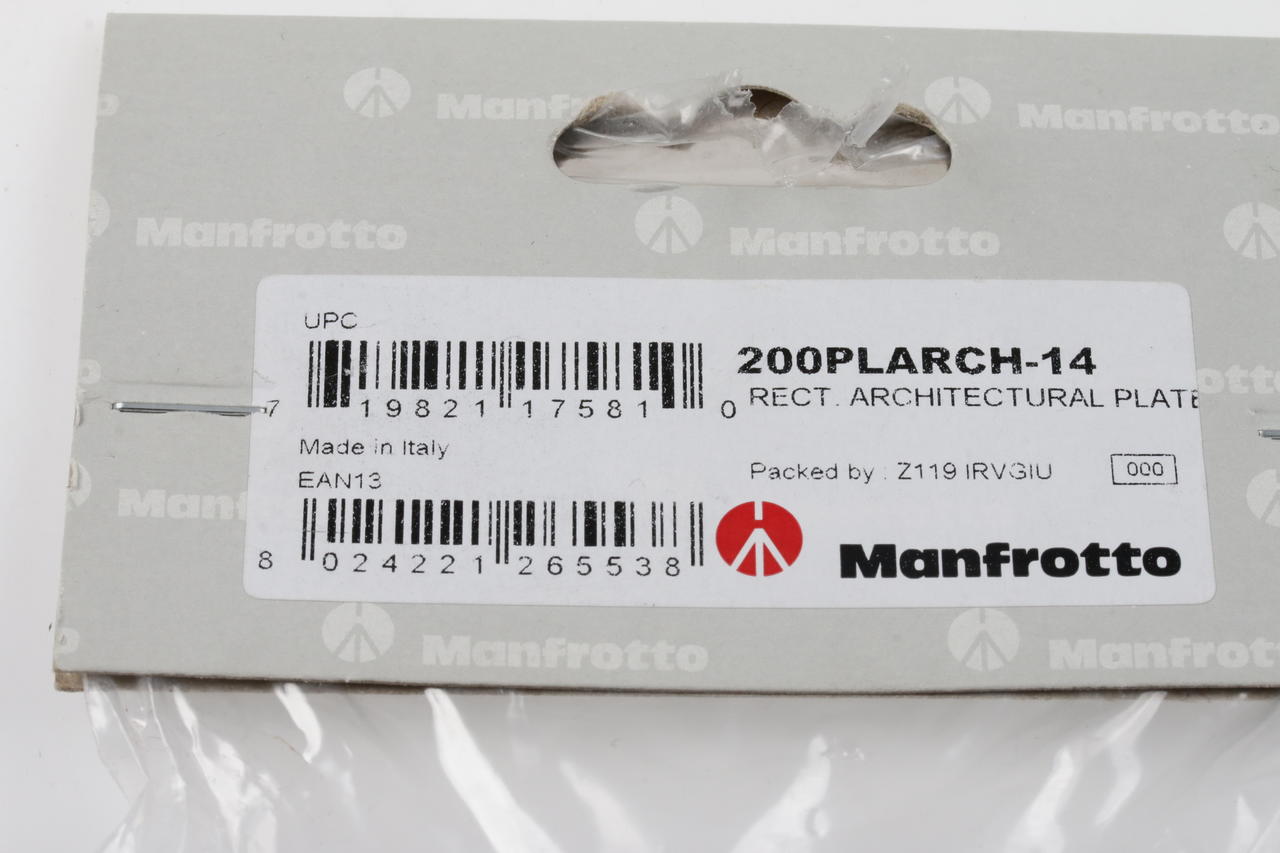 Manfrotto Manfrotto
Manfrotto Manfrotto
UPC
7 19821 17581 0
200PLARCH-14
RECT. ARCHITECTURAL PLATE
Made in Italy
EAN13
Packed by : Z119 IRVGIU 000
8 024221 265538
Manfrotto
Manfrotto Manfrotto